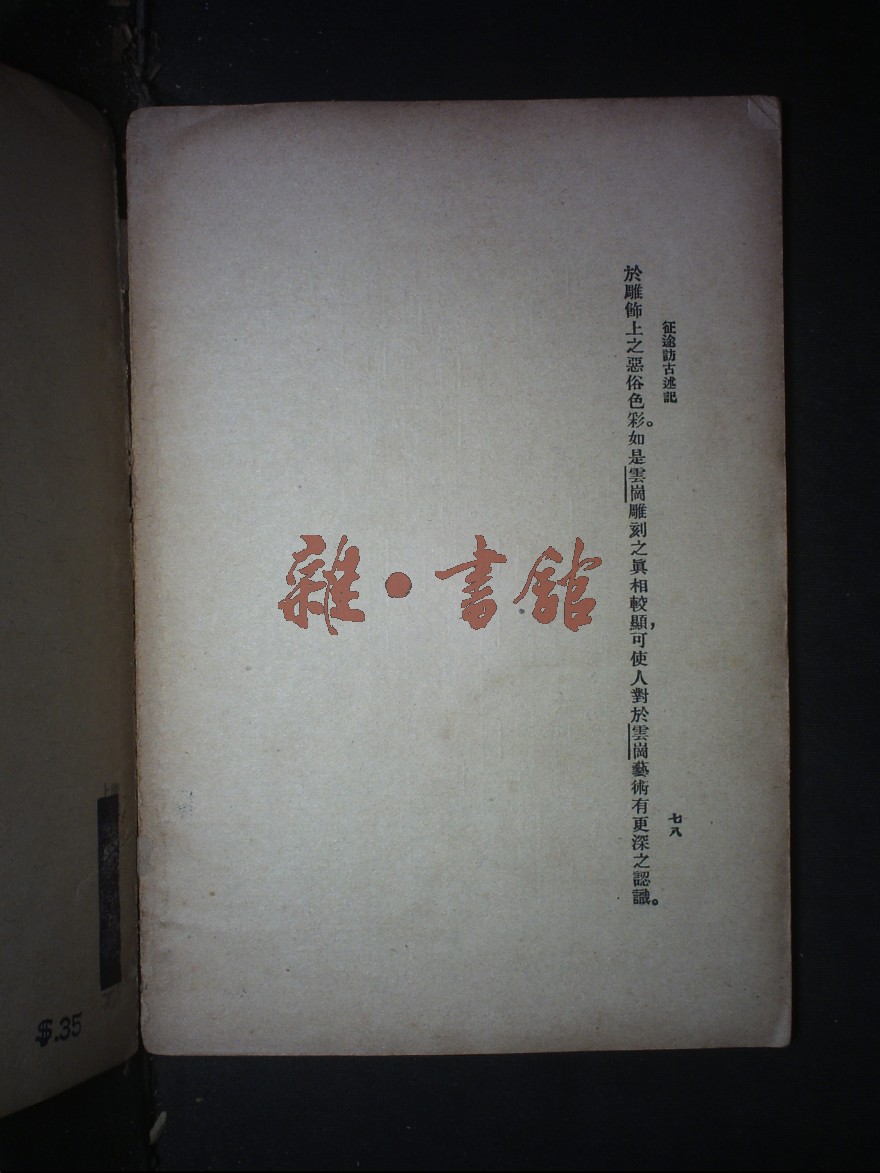 征途訪古述記
七八
於雕飾上之惡俗色彩。如是雲崗雕刻之眞相較顯，可使人對於雲崗藝術有更深之認識。
雜·書館
$.35